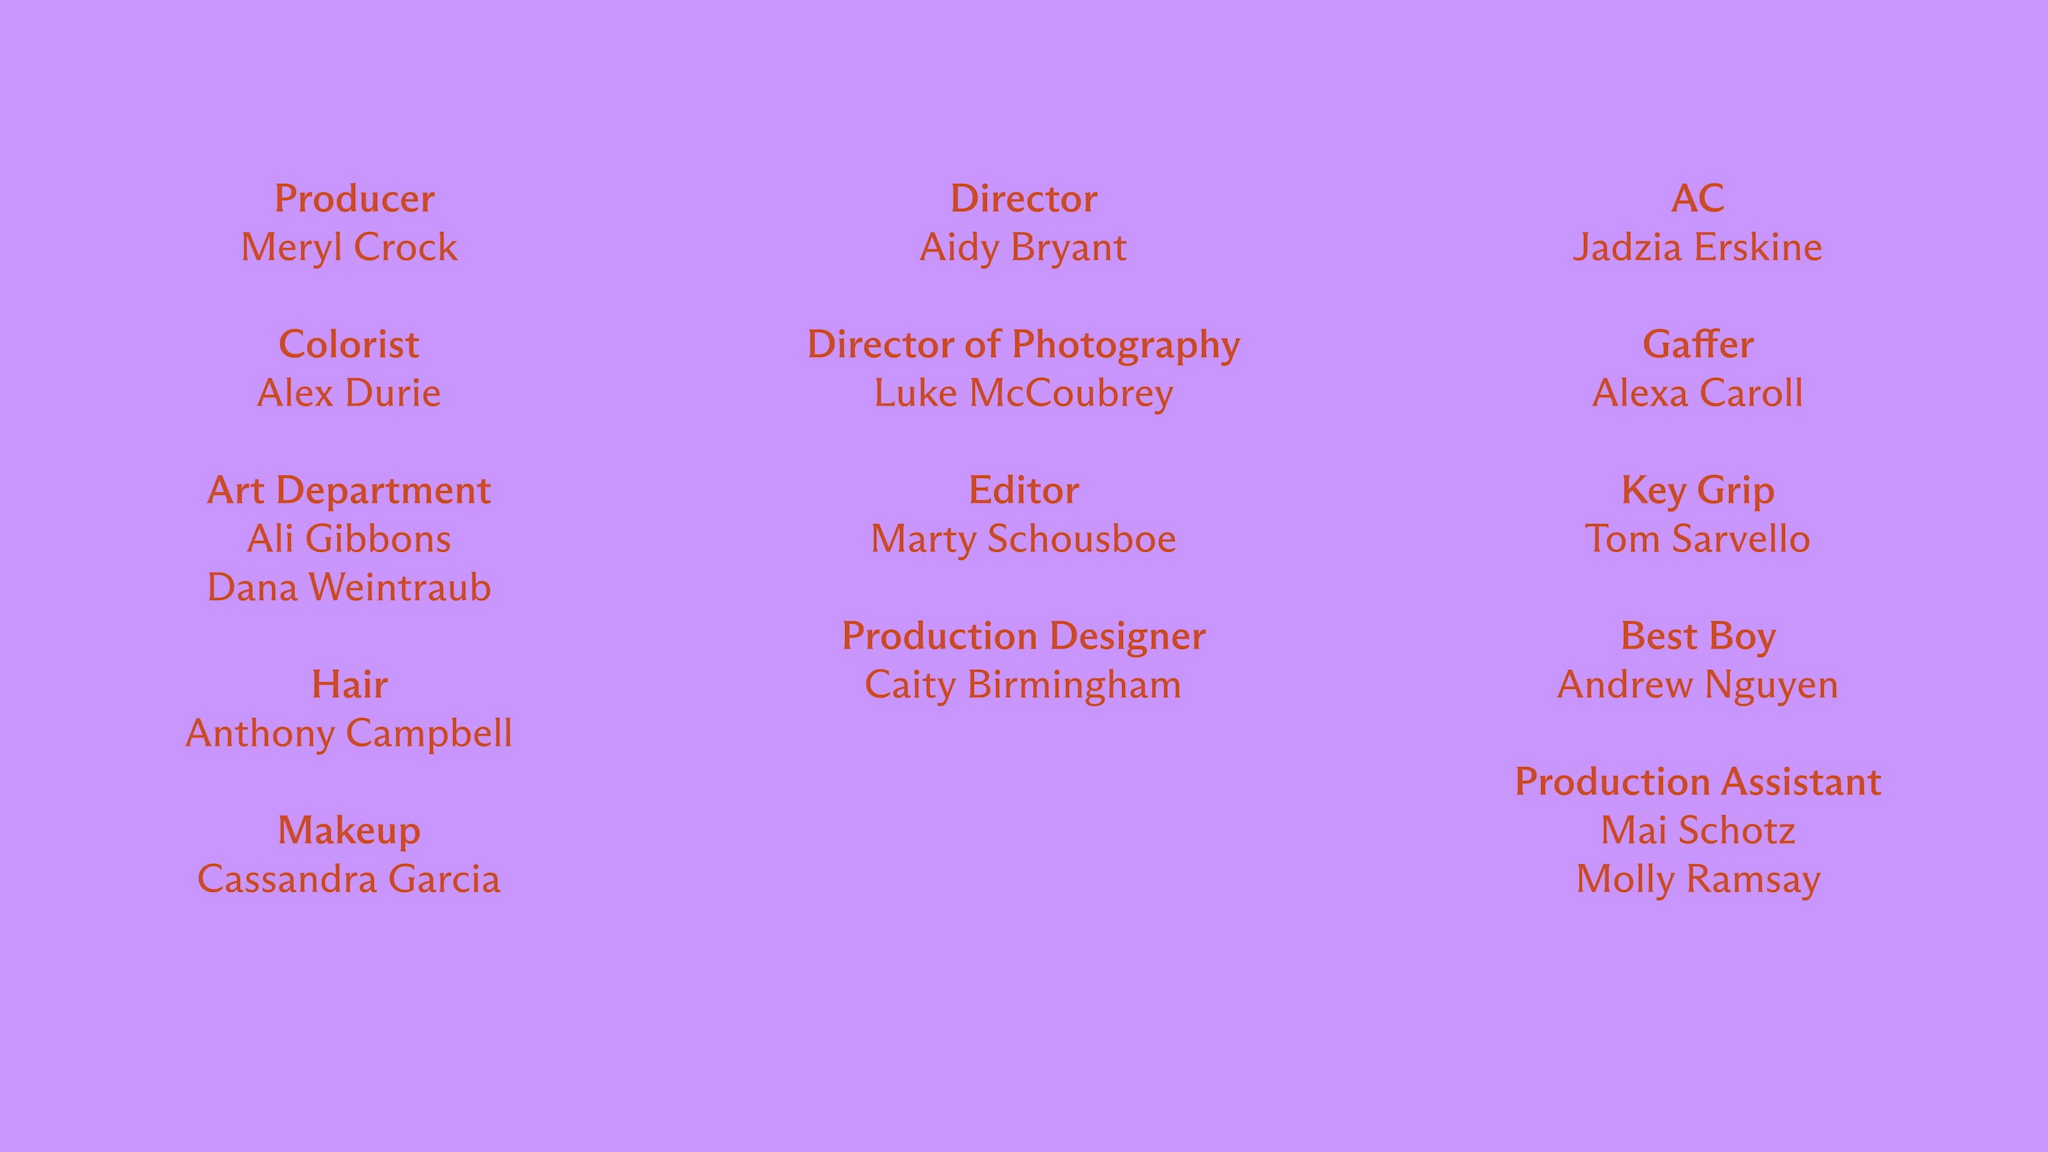 Producer
Meryl Crock
Colorist
Alex Durie
Art Department
Ali Gibbons
Dana Weintraub
Hair
Anthony Campbell
Makeup
Cassandra Garcia
Director
Aidy Bryant
Director of Photography
Luke McCoubrey
Editor
Marty Schousboe
Production Designer
Caity Birmingham
AC
Jadzia Erskine
Gaffer
Alexa Caroll
Key Grip
Tom Sarvello
Best Boy
Andrew Nguyen
Production Assistant
Mai Schotz
Molly Ramsay